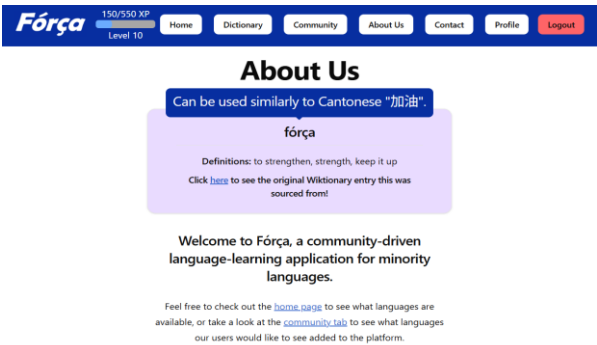 Fórça
150/550 XP
Level 10
Home
Dictionary
Community
About Us
Contact
Profile
Logout
About Us
Can be used similarly to Cantonese "加油".
fórça
Definitions: to strengthen, strength, keep it up
Click here to see the original Wiktionary entry this was
sourced from!
Welcome to Fórça, a community-driven
language-learning application for minority
languages.
Feel free to check out the home page to see what languages are
available, or take a look at the community tab to see what languages
our users would like to see added to the platform.